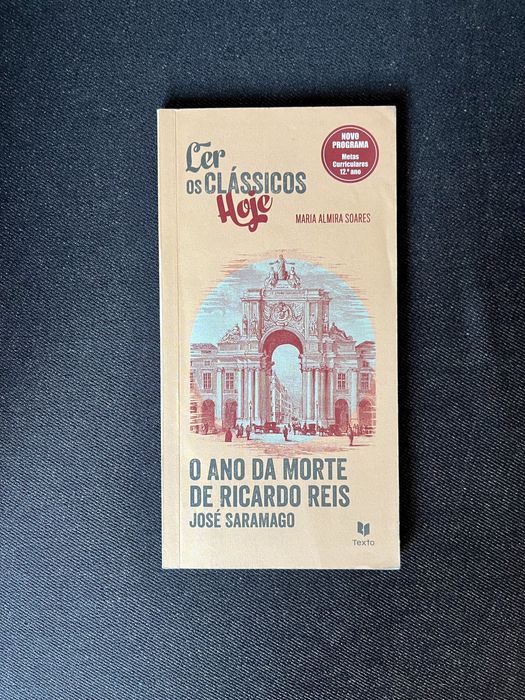 Ler
OS CLÁSSICOS
Hoje
NOVO
PROGRAMA
Metas
Curriculares
12.º ano
MARIA ALMIRA SOARES
O ANO DA MORTE
DE RICARDO REIS
JOSÉ SARAMAGO
Texto